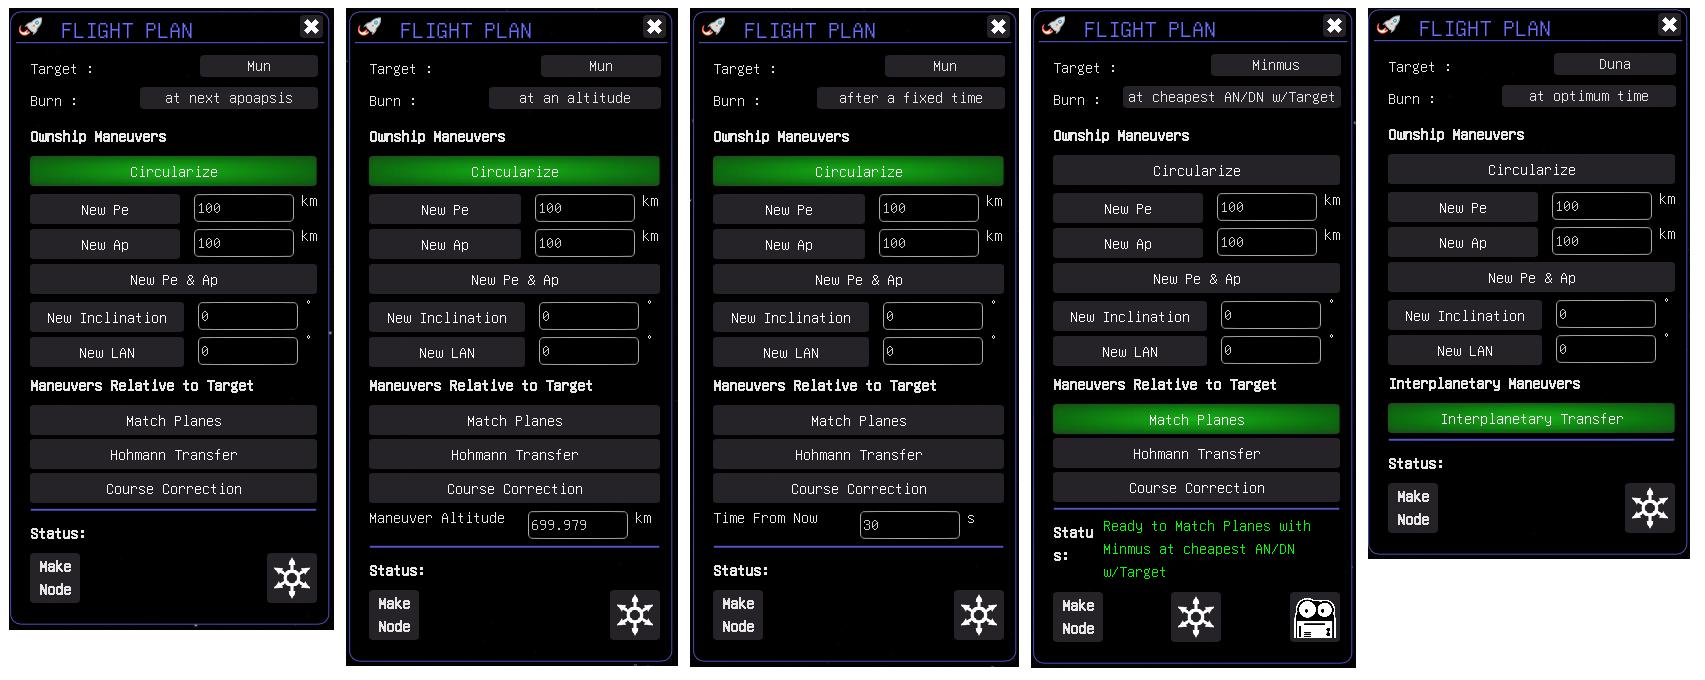 FLIGHT PLAN
Target : Mun
Burn : at next apoapsis
Ownship Maneuvers
Circularize
New Pe 100 km
New Ap 100 km
New Pe & Ap
New Inclination 0 °
New LAN 0 °
Maneuvers Relative to Target
Match Planes
Hohmann Transfer
Course Correction
Status:
Make
Node
FLIGHT PLAN
Target : Mun
Burn : at an altitude
Ownship Maneuvers
Circularize
New Pe 100 km
New Ap 100 km
New Pe & Ap
New Inclination 0 °
New LAN 0 °
Maneuvers Relative to Target
Match Planes
Hohmann Transfer
Course Correction
Maneuver Altitude 699.979 km
Status:
Make
Node
FLIGHT PLAN
Target : Mun
Burn : after a fixed time
Ownship Maneuvers
Circularize
New Pe 100 km
New Ap 100 km
New Pe & Ap
New Inclination 0 °
New LAN 0 °
Maneuvers Relative to Target
Match Planes
Hohmann Transfer
Course Correction
Time From Now 30 s
Status:
Make
Node
FLIGHT PLAN
Target : Minmus
Burn : at cheapest AN/DN w/Target
Ownship Maneuvers
Circularize
New Pe 100 km
New Ap 100 km
New Pe & Ap
New Inclination 0 °
New LAN 0 °
Maneuvers Relative to Target
Match Planes
Hohmann Transfer
Course Correction
Statu
s:
Ready to Match Planes with
Minmus at cheapest AN/DN
w/Target
Make
Node
FLIGHT PLAN
Target : Duna
Burn : at optimum time
Ownship Maneuvers
Circularize
New Pe 100 km
New Ap 100 km
New Pe & Ap
New Inclination 0 °
New LAN 0 °
Interplanetary Maneuvers
Interplanetary Transfer
Status:
Make
Node